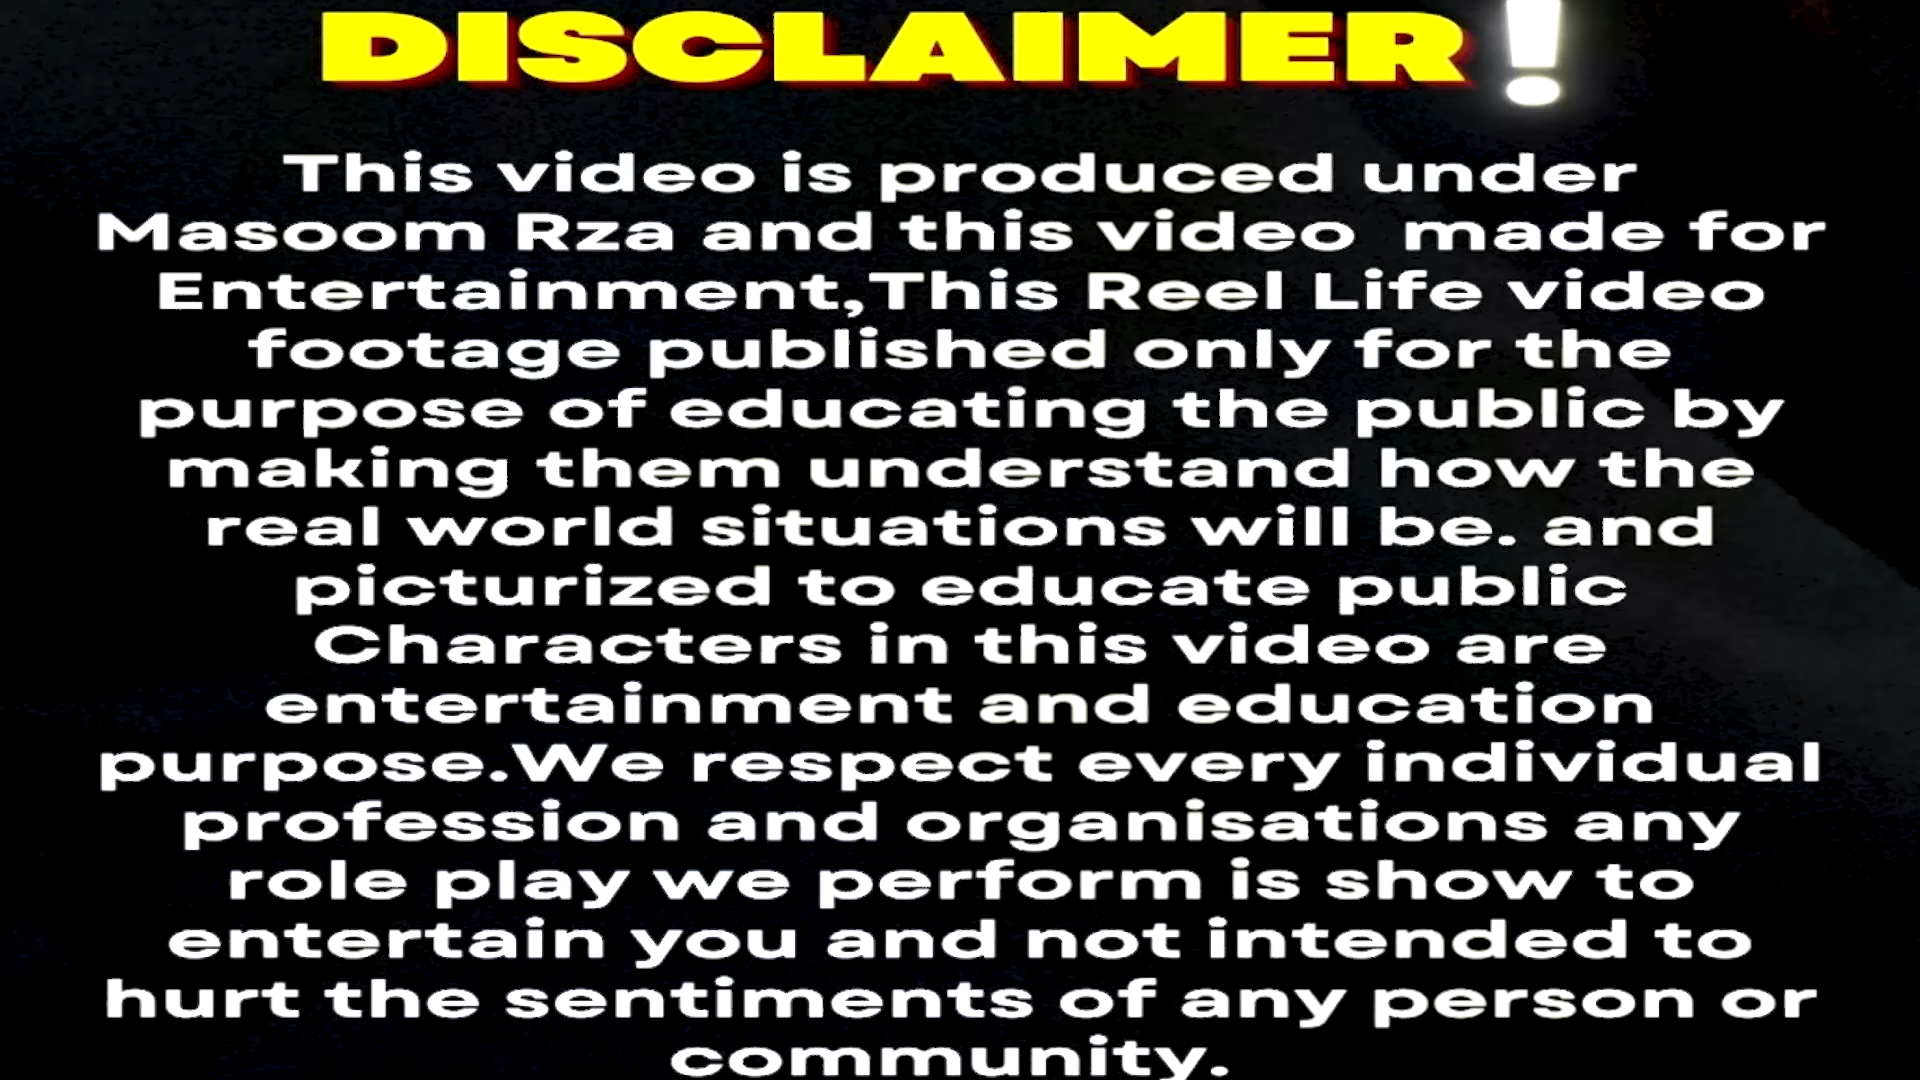 DISCLAIMER!
This video is produced under
Masoom Rza and this video made for
Entertainment,This Reel Life video
footage published only for the
purpose of educating the public by
making them understand how the
real world situations will be. and
picturized to educate public
Characters in this video are
entertainment and education
purpose.We respect every individual
profession and organisations any
role play we perform is show to
entertain you and not intended to
hurt the sentiments of any person or
community.